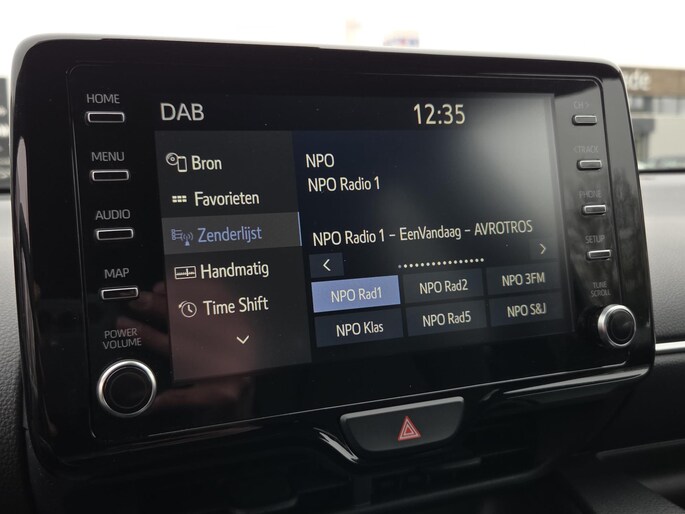 DAB
12:35
HOME
MENU
AUDIO
MAP
POWER
VOLUME
Bron
Favorieten
Zenderlijst
Handmatig
Time Shift
NPO
NPO Radio 1
NPO Radio 1 – EenVandaag – AVROTROS
NPO Rad1
NPO Rad2
NPO 3FM
NPO Klas
NPO Rad5
NPO S&J
PHONE
SETUP
TUNE
SCROLL